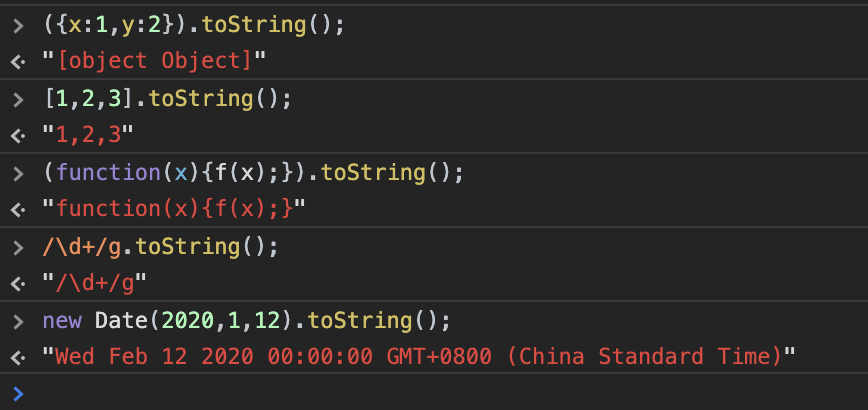 > ({x:1,y:2}).toString();
<· "[object Object]"
> [1,2,3].toString();
<· "1,2,3"
> (function(x){f(x);}).toString();
<· "function(x){f(x);}"
> /\d+/g.toString();
<· "/\d+/g"
> new Date(2020,1,12).toString();
<· "Wed Feb 12 2020 00:00:00 GMT+0800 (China Standard Time)"
>